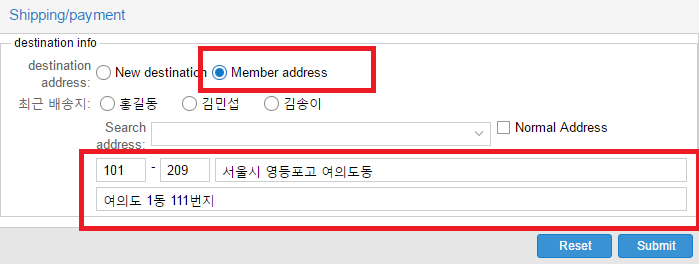 Shipping/payment
destination info
destination address: New destination Member address
최근 배송지: 홍길동 김민섭 김송이
Search address: Normal Address
101 - 209 서울시 영등포고 여의도동
여의도 1동 111번지
Reset Submit